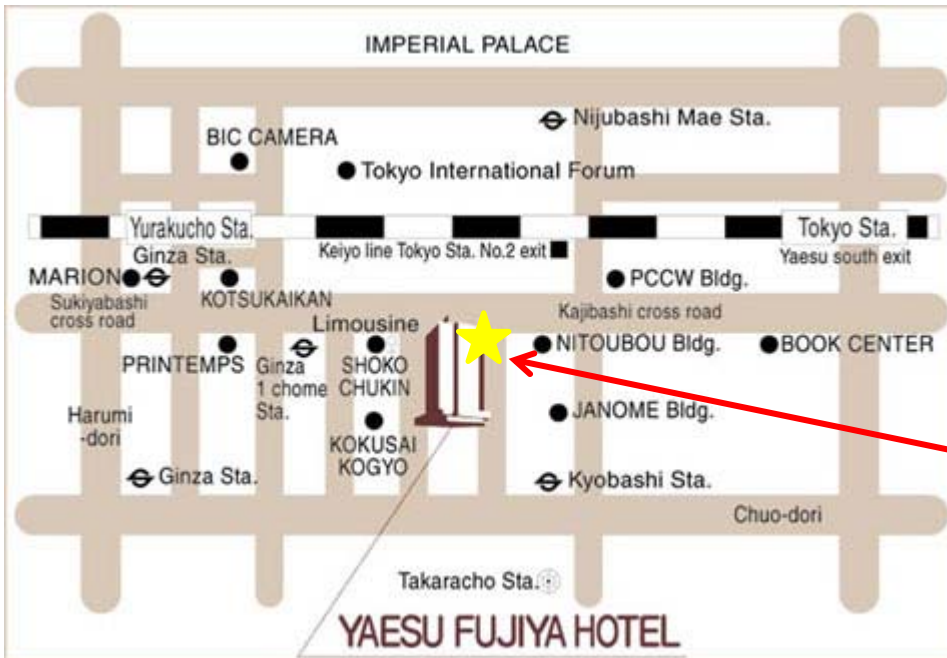 IMPERIAL PALACE
Nijubashi Mae Sta.
BIC CAMERA
Tokyo International Forum
Yurakucho Sta.
Tokyo Sta.
Ginza Sta.
Keiyo line Tokyo Sta. No.2 exit
Yaesu south exit
MARION
KOTSUKAIKAN
PCCW Bldg.
Sukiyabashi
cross road
Kajibashi cross road
Limousine
PRINTEMPS
Ginza
1 chome
Sta.
SHOKO
CHUKIN
NITOUBOU Bldg.
BOOK CENTER
Harumi
-dori
KOKUSAI
KOGYO
JANOME Bldg.
Ginza Sta.
Kyobashi Sta.
Chuo-dori
Takaracho Sta.
YAESU FUJIYA HOTEL